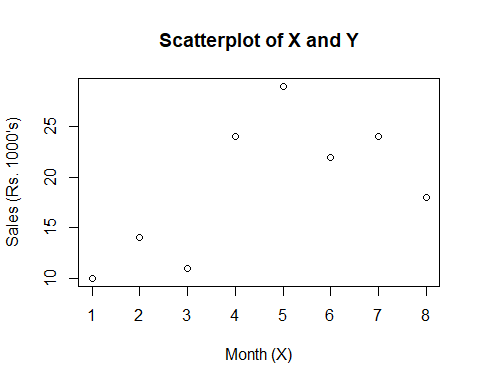 Scatterplot of X and Y
Sales (Rs. 1000's)
25
20
15
10
1 2 3 4 5 6 7 8
Month (X)